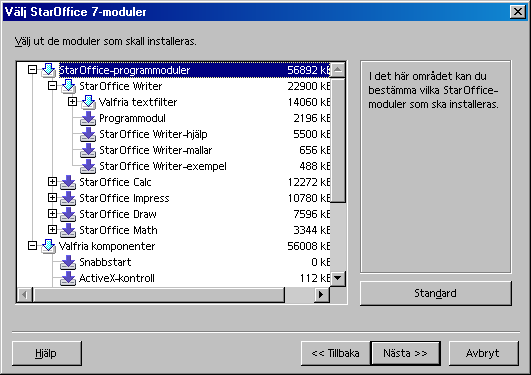 Välj StarOffice 7-moduler
Välj ut de moduler som skall installeras.
StarOffice-programmoduler 56892 kB
StarOffice Writer 22900 kB
Valfria textfilter 14060 kB
Programmodul 2196 kB
StarOffice Writer-hjälp 5500 kB
StarOffice Writer-mallar 656 kB
StarOffice Writer-exempel 488 kB
StarOffice Calc 12272 kB
StarOffice Impress 10780 kB
StarOffice Draw 7596 kB
StarOffice Math 3344 kB
Valfria komponenter 56008 kB
Snabbstart 0 kB
ActiveX-kontroll 112 kB
I det här området kan du
bestämma vilka StarOffice-
moduler som ska installeras.
Standard
Hjälp
<< Tillbaka
Nästa >>
Avbryt